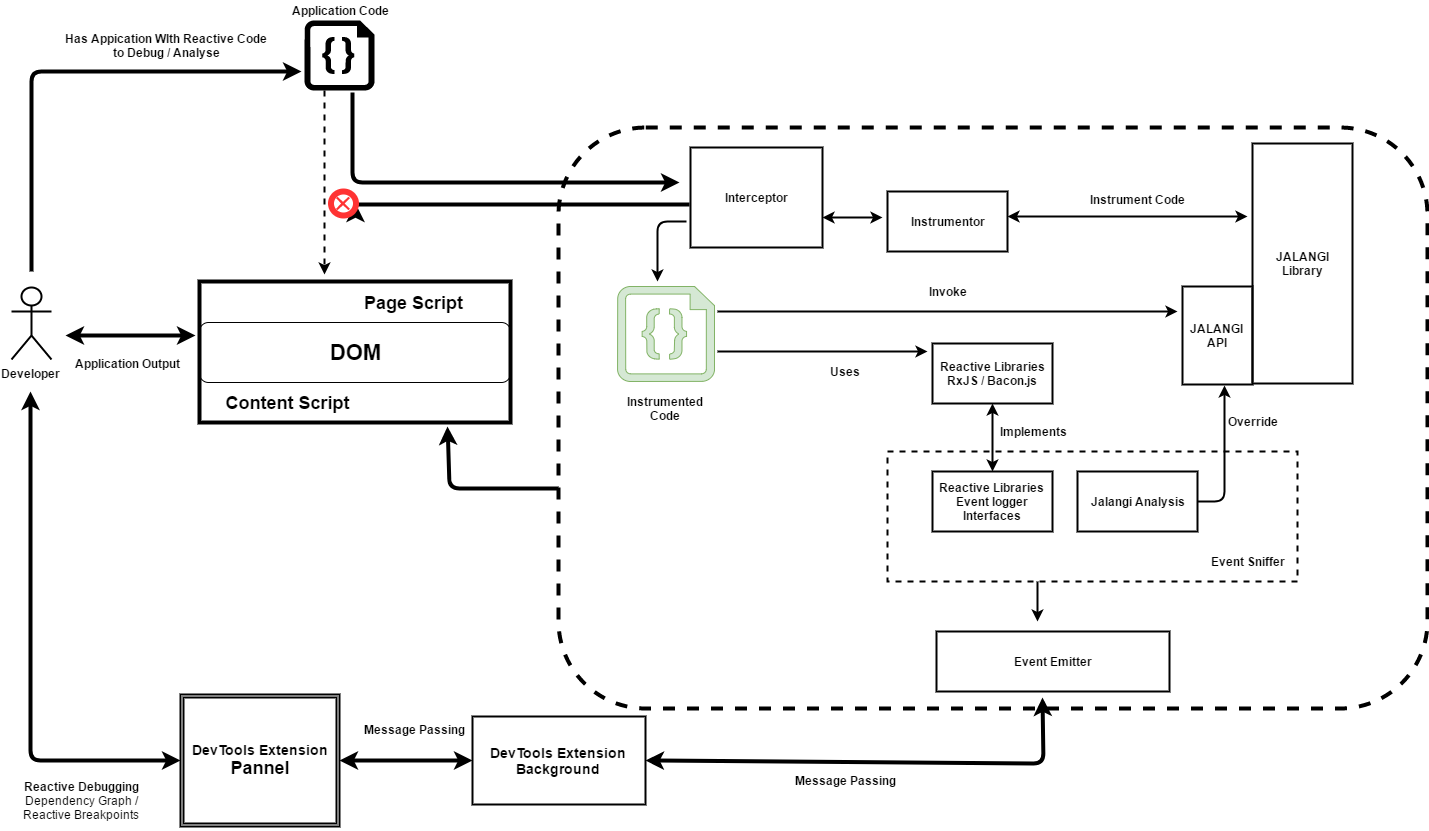 Application Code
Has Appication WIth Reactive Code
to Debug / Analyse
{}
Interceptor
Instrumentor
Instrument Code
JALANGI
Library
Page Script
DOM
Content Script
Developer
Application Output
{}
Instrumented
Code
Invoke
JALANGI
API
Uses
Reactive Libraries
RxJS / Bacon.js
Implements
Override
Reactive Libraries
Event logger
Interfaces
Jalangi Analysis
Event Sniffer
Event Emitter
DevTools Extension
Pannel
Message Passing
DevTools Extension
Background
Message Passing
Reactive Debugging
Dependency Graph /
Reactive Breakpoints